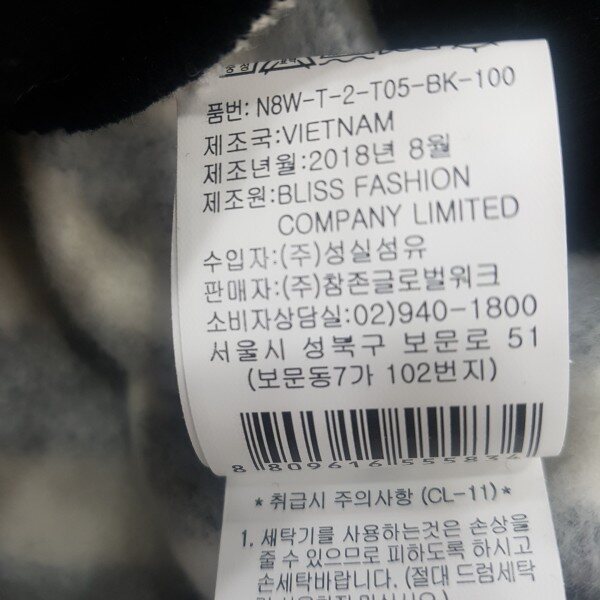 중성
품번: N8W-T-2-T05-BK-100
제조국:VIETNAM
제조년월:2018년 8월
제조원:BLISS FASHION
COMPANY LIMITED
수입자:(주)성실섬유
판매자:(주)참존글로벌워크
소비자상담실:02)940-1800
서울시 성북구 보문로 51
(보문동7가 102번지)
8 809616 555834
* 취급시 주의사항 (CL-11)*
1. 세탁기를 사용하는것은 손상을
줄 수 있으므로 피하도록 하시고
손세탁바랍니다. (절대 드럼세탁